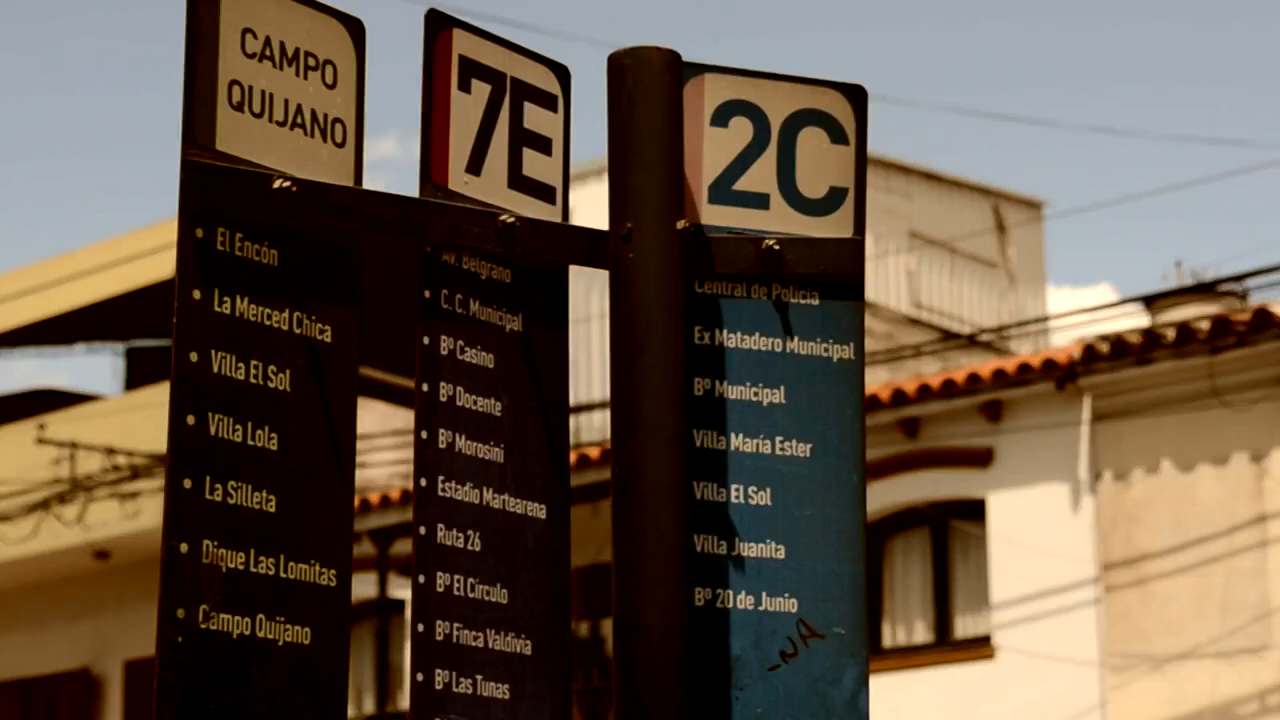 CAMPO
QUIJANO
• El Encón
• La Merced Chica
• Villa El Sol
• Villa Lola
• La Silleta
• Dique Las Lomitas
• Campo Quijano
7E
Av. Belgrano
• C. C. Municipal
• Bº Casino
• Bº Docente
• Bº Morosini
• Estadio Martearena
• Ruta 26
• Bº El Círculo
• Bº Finca Valdivia
• Bº Las Tunas
2C
Central de Policía
Ex Matadero Municipal
Bº Municipal
Villa María Ester
Villa El Sol
Villa Juanita
Bº 20 de Junio
-NA